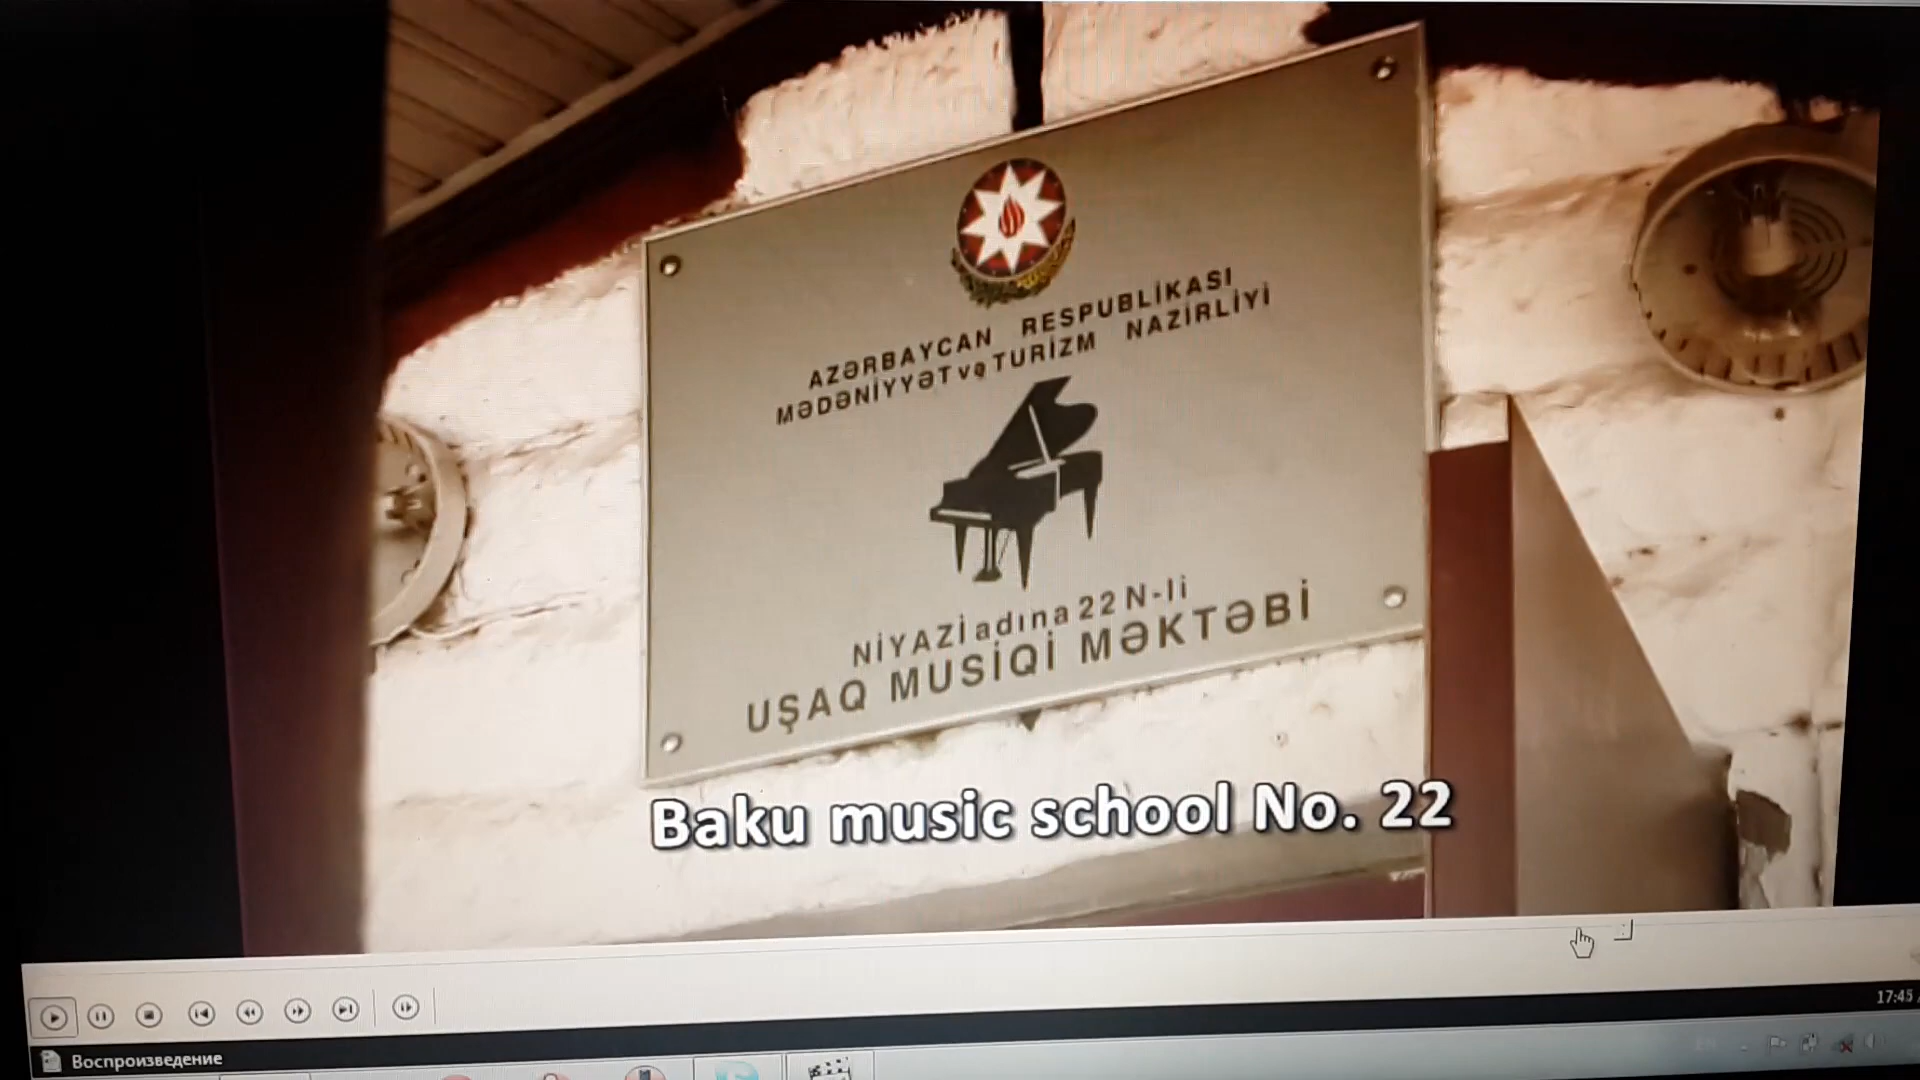 AZƏRBAYCAN RESPUBLİKASI
MƏDƏNİYYƏT və TURİZM NAZİRLİYİ
NİYAZİ adına 22 N-li
UŞAQ MUSİQİ MƏKTƏBİ
Baku music school No. 22
17:45
Воспроизведение